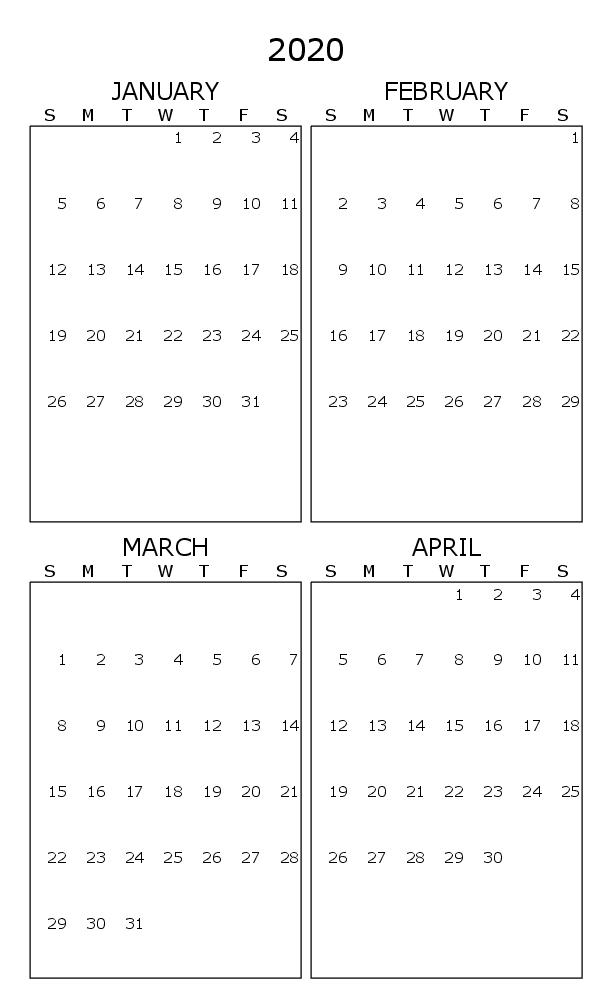 2020
JANUARY
S M T W T F S
1 2 3 4
5 6 7 8 9 10 11
12 13 14 15 16 17 18
19 20 21 22 23 24 25
26 27 28 29 30 31
FEBRUARY
S M T W T F S
1
2 3 4 5 6 7 8
9 10 11 12 13 14 15
16 17 18 19 20 21 22
23 24 25 26 27 28 29
MARCH
S M T W T F S
1 2 3 4 5 6 7
8 9 10 11 12 13 14
15 16 17 18 19 20 21
22 23 24 25 26 27 28
29 30 31
APRIL
S M T W T F S
1 2 3 4
5 6 7 8 9 10 11
12 13 14 15 16 17 18
19 20 21 22 23 24 25
26 27 28 29 30